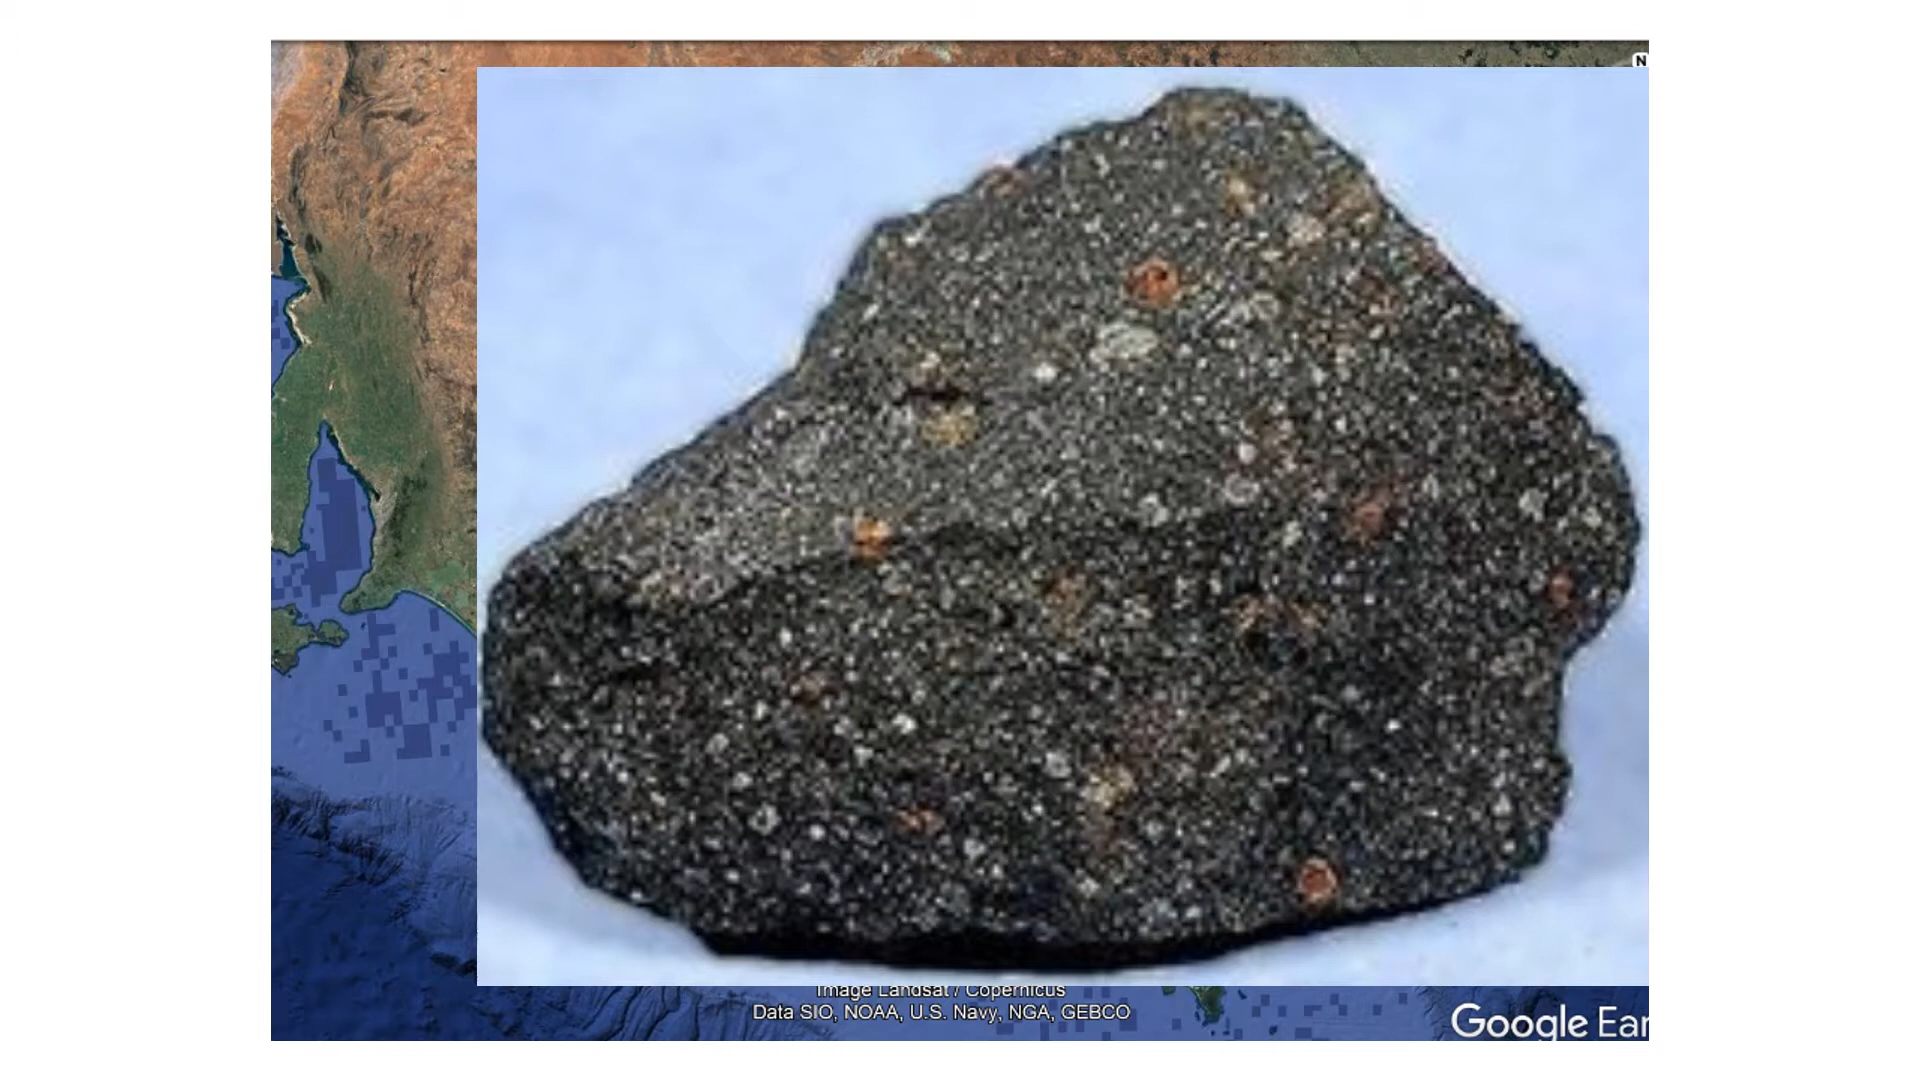 N
Image Landsat / Copernicus
Data SIO, NOAA, U.S. Navy, NGA, GEBCO
Google Ear